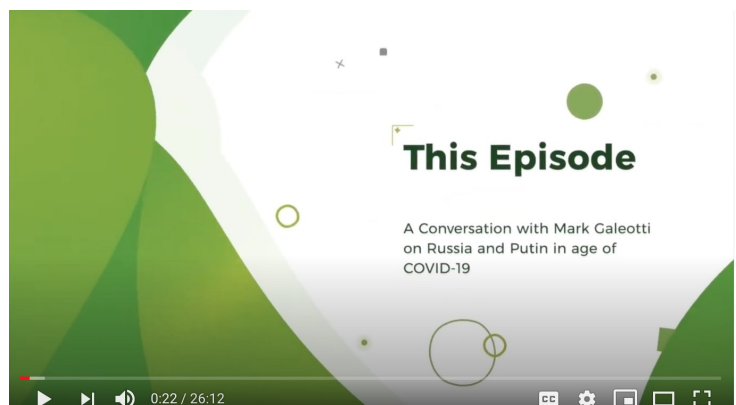 This Episode
A Conversation with Mark Galeotti
on Russia and Putin in age of
COVID-19
0:22 / 26:12
CC